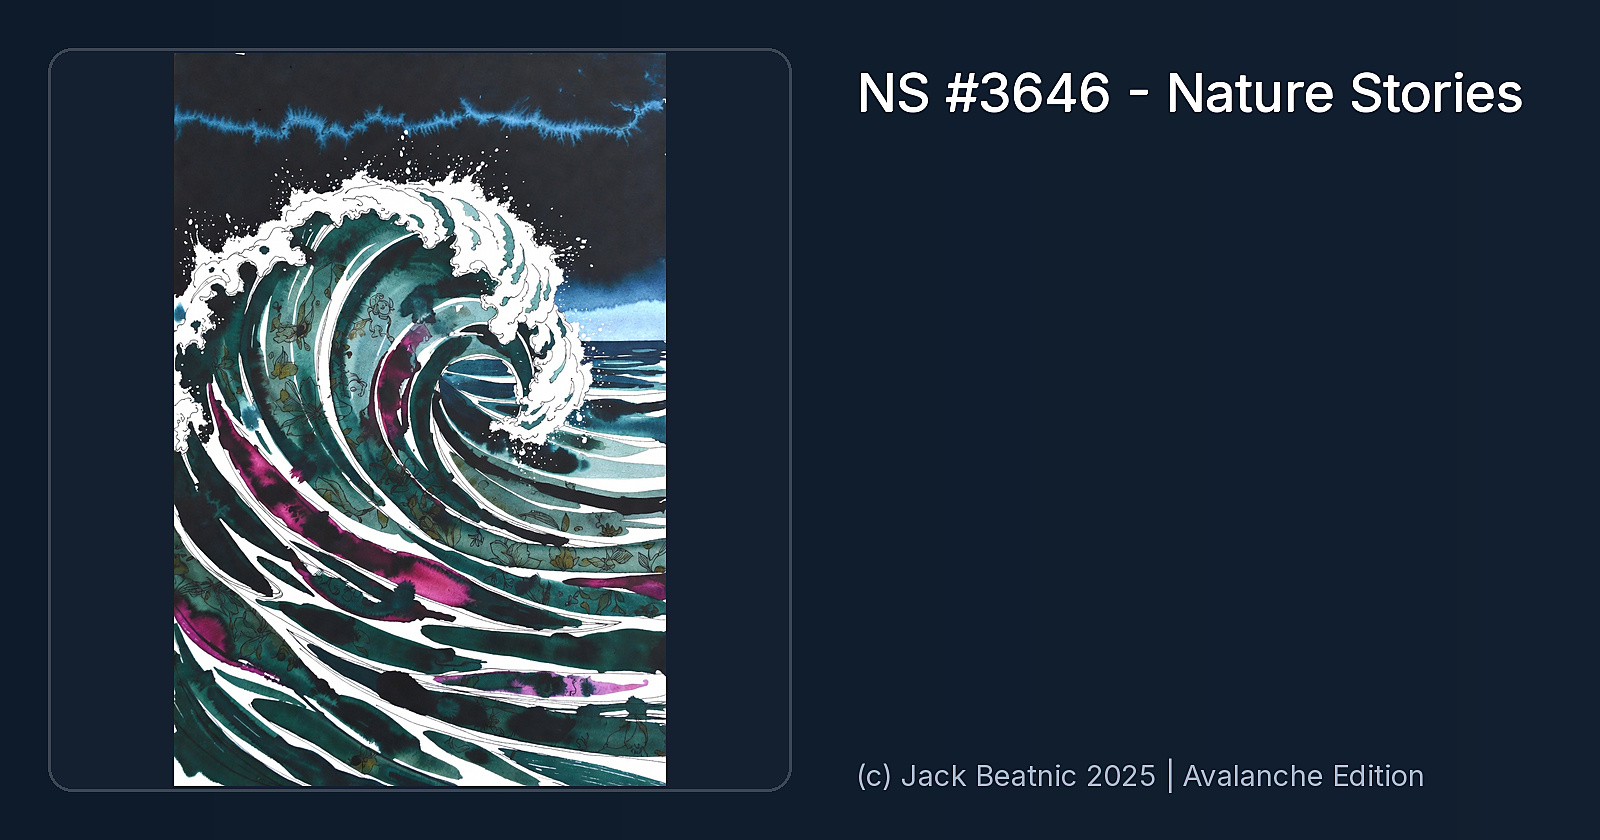 NS #3646 - Nature Stories
(c) Jack Beatnic 2025 | Avalanche Edition